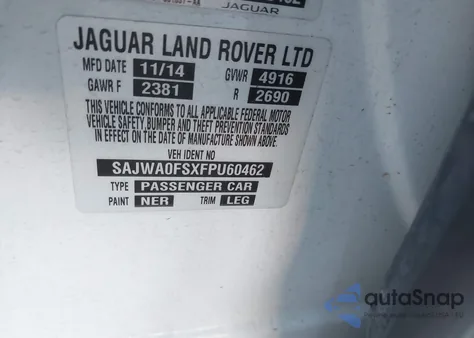 JAGUAR
JAGUAR LAND ROVER LTD
MFD DATE 11/14 GVWR 4916
GAWR F 2381 R 2690
THIS VEHICLE CONFORMS TO ALL APPLICABLE FEDERAL MOTOR
VEHICLE SAFETY, BUMPER AND THEFT PREVENTION STANDARDS
IN EFFECT ON THE DATE OF MANUFACTURE SHOWN
ABOVE.
VEH IDENT NO
SAJWA0FSXFPU60462
TYPE PASSENGER CAR
PAINT NER TRIM LEG
autaSnap